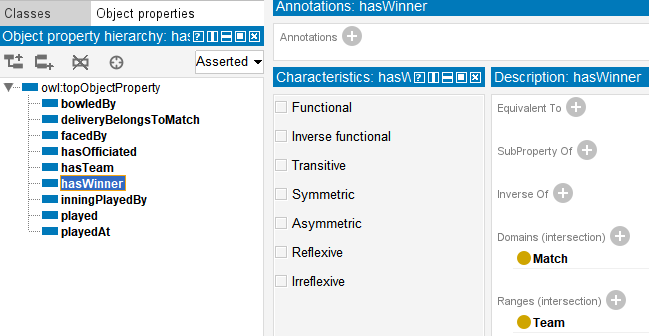 Classes
Object properties
Object property hierarchy: has
Asserted
owl:topObjectProperty
bowledBy
deliveryBelongsToMatch
facedBy
hasOfficiated
hasTeam
hasWinner
inningPlayedBy
played
playedAt
Annotations: hasWinner
Annotations
Characteristics: hasW
Functional
Inverse functional
Transitive
Symmetric
Asymmetric
Reflexive
Irreflexive
Description: hasWinner
Equivalent To
SubProperty Of
Inverse Of
Domains (intersection)
Match
Ranges (intersection)
Team